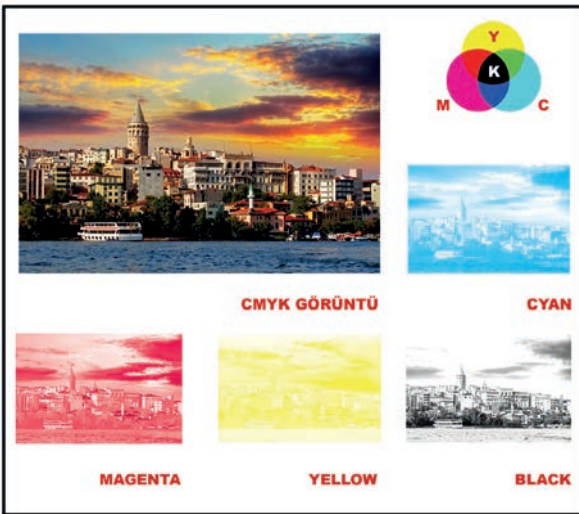 Y
K
M C
CMYK GÖRÜNTÜ
CYAN
MAGENTA
YELLOW
BLACK